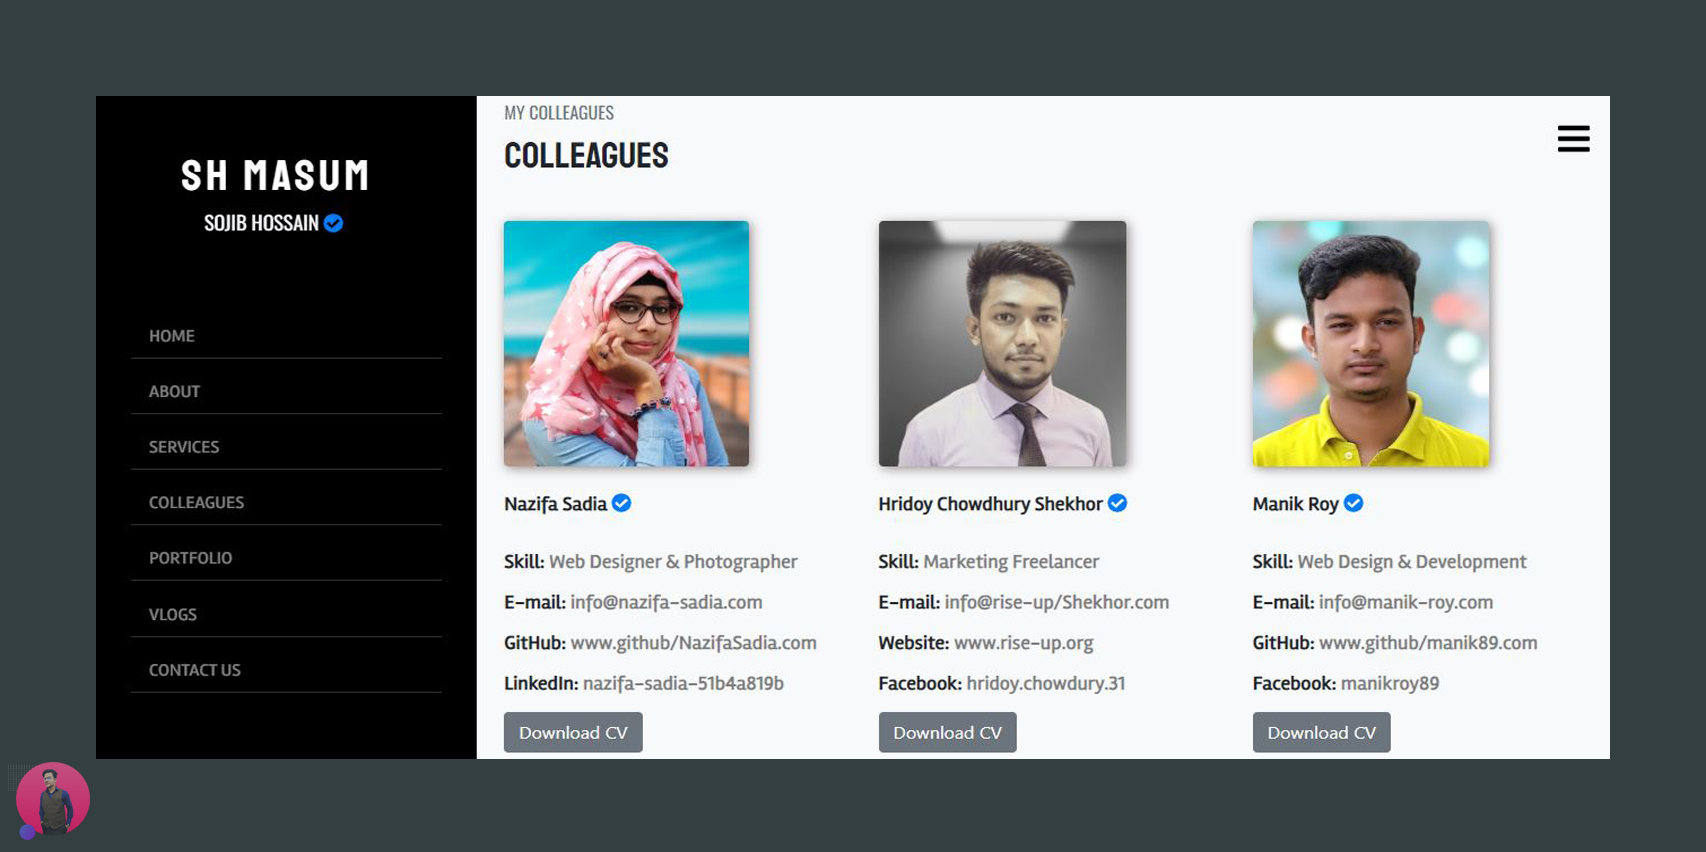 SH MASUM
SOJIB HOSSAIN
HOME
ABOUT
SERVICES
COLLEAGUES
PORTFOLIO
VLOGS
CONTACT US
MY COLLEAGUES
COLLEAGUES
Nazifa Sadia
Skill: Web Designer & Photographer
E-mail: info@nazifa-sadia.com
GitHub: www.github/NazifaSadia.com
LinkedIn: nazifa-sadia-51b4a819b
Download CV
Hridoy Chowdhury Shekhor
Skill: Marketing Freelancer
E-mail: info@rise-up/Shekhor.com
Website: www.rise-up.org
Facebook: hridoy.chowdury.31
Download CV
Manik Roy
Skill: Web Design & Development
E-mail: info@manik-roy.com
GitHub: www.github/manik89.com
Facebook: manikroy89
Download CV